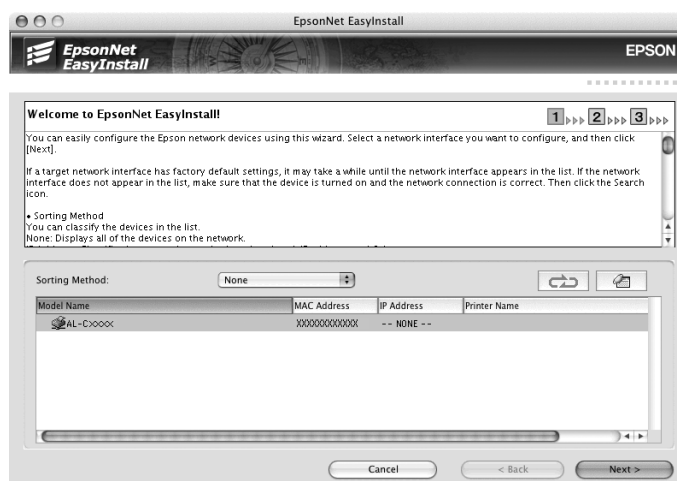 EpsonNet EasyInstall
EpsonNet
EasyInstall
EPSON
Welcome to EpsonNet EasyInstall!
1 2 3
You can easily configure the Epson network devices using this wizard. Select a network interface you want to configure, and then click
[Next].
If a target network interface has factory default settings, it may take a while until the network interface appears in the list. If the network
interface does not appear in the list, make sure that the device is turned on and the network connection is correct. Then click the Search
icon.
• Sorting Method
You can classify the devices in the list.
None: Displays all of the devices on the network.
Sorting Method: None
Model Name MAC Address IP Address Printer Name
AL-CXXXX XXXXXXXXXXXX -- NONE --
Cancel < Back Next >